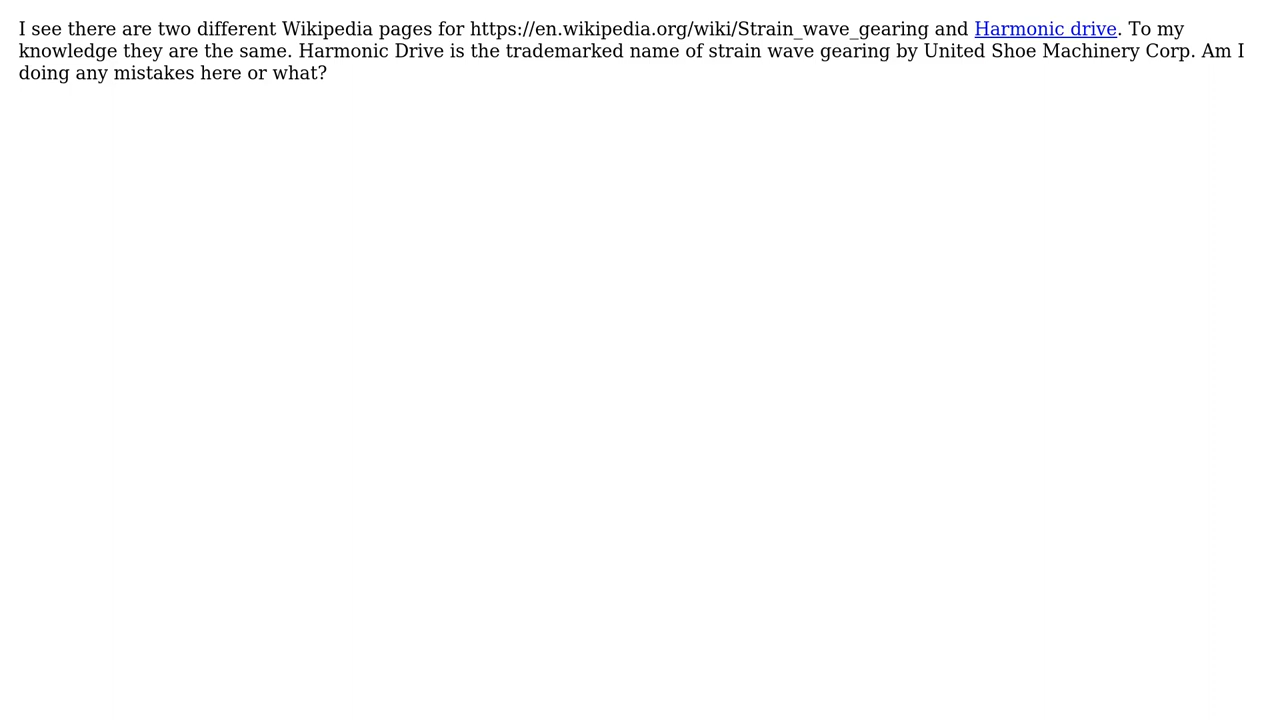 I see there are two different Wikipedia pages for https://en.wikipedia.org/wiki/Strain_wave_gearing and Harmonic drive. To my
knowledge they are the same. Harmonic Drive is the trademarked name of strain wave gearing by United Shoe Machinery Corp. Am I
doing any mistakes here or what?